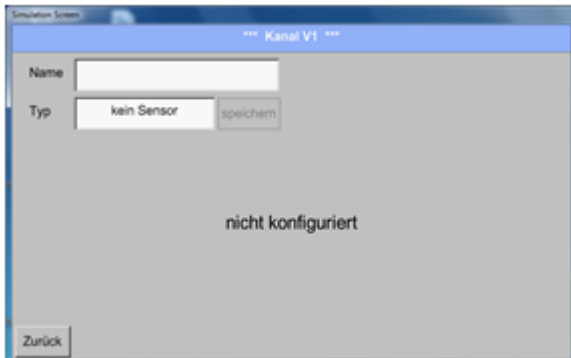 Simulation Screen
*** Kanal V1 ***
Name
Typ kein Sensor speichern
nicht konfiguriert
Zurück